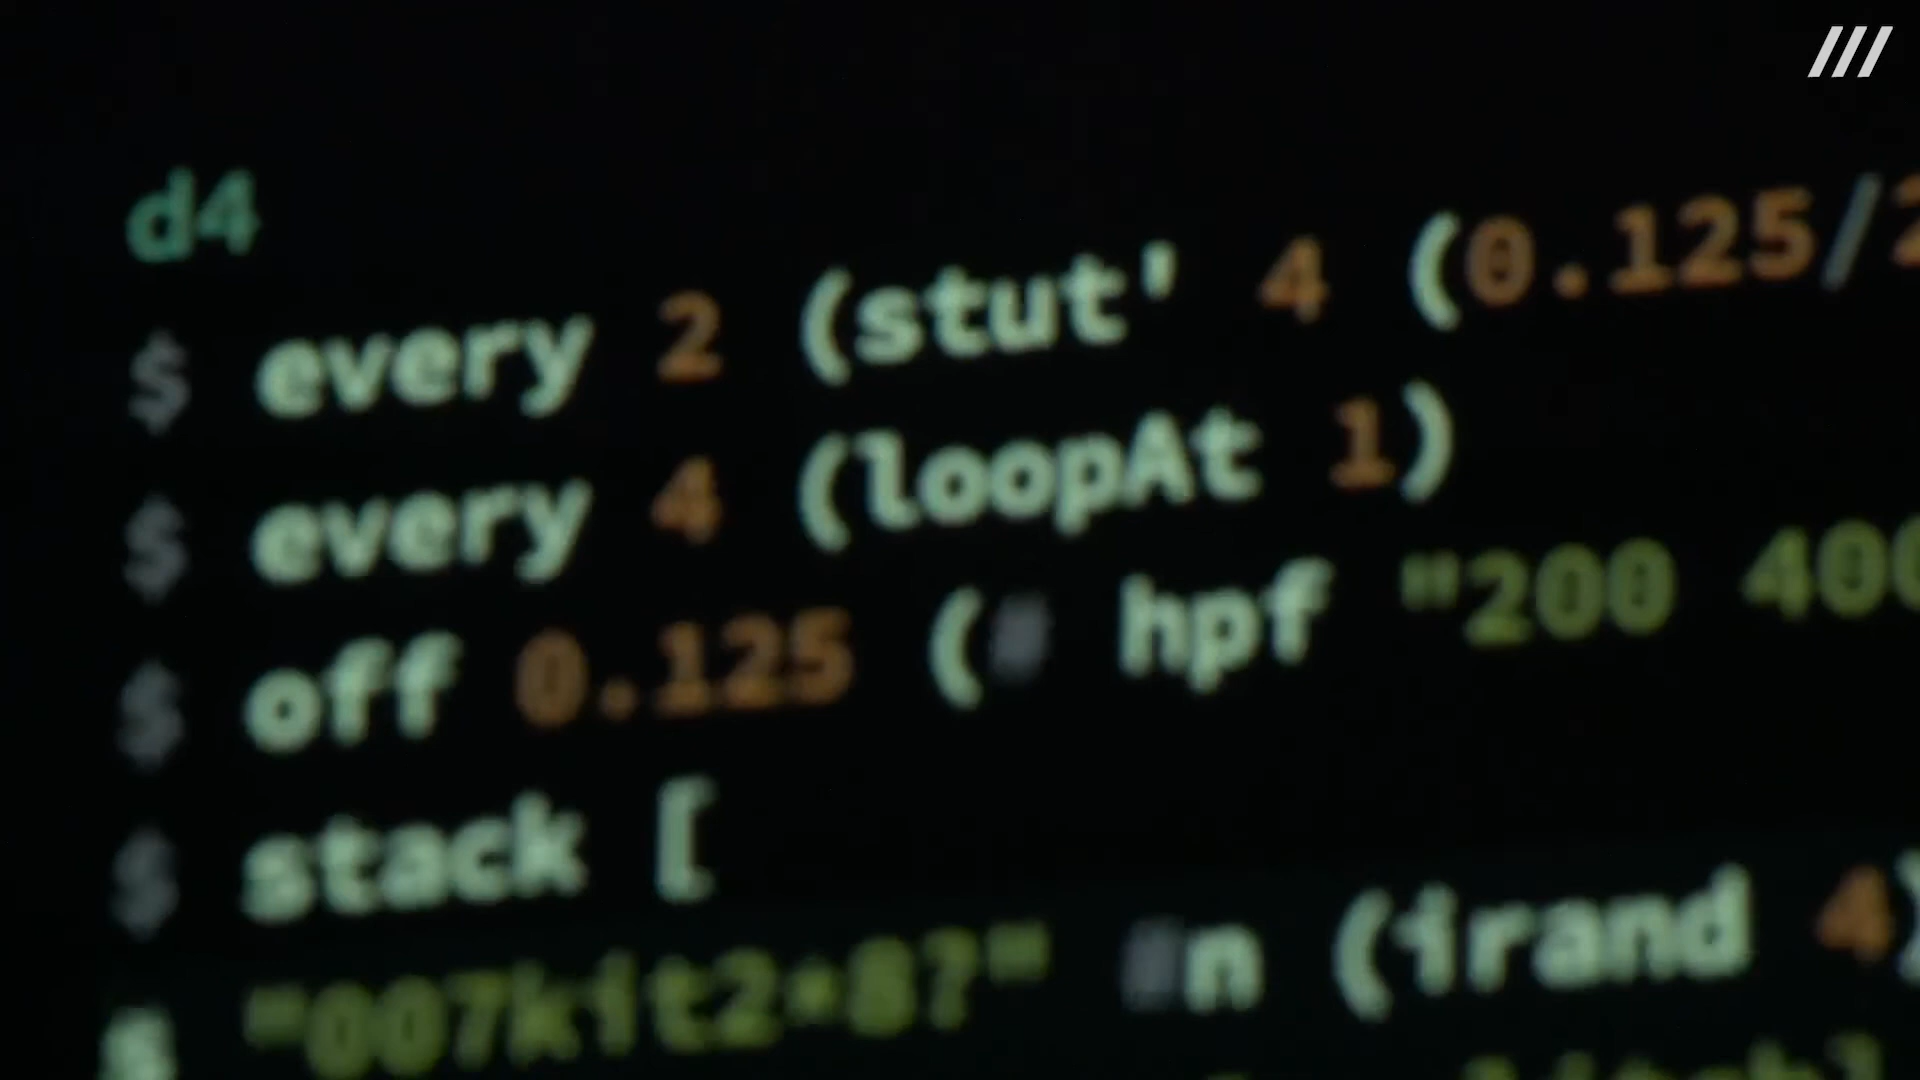 d4
$ every 2 (stut' 4 (0.125/2
$ every 4 (loopAt 1)
$ off 0.125 (# hpf "200 400
$ stack [
s "007kit2*8?" #n (irand 4)